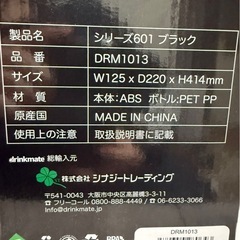 製品名 シリーズ601 ブラック
品番 DRM1013
サイズ W125 x D220 x H414mm
材質 本体:ABS ボトル:PET PP
原産国 MADE IN CHINA
使用上の注意 取扱説明書に記載
drinkmate 総輸入元
株式会社 シナジートレーディング
〒541-0043 大阪市中央区高麗橋3-3-11
フリーコール 0800-888-4449 / 06-6233-3066
info@drinkmate.jp
DRM1013